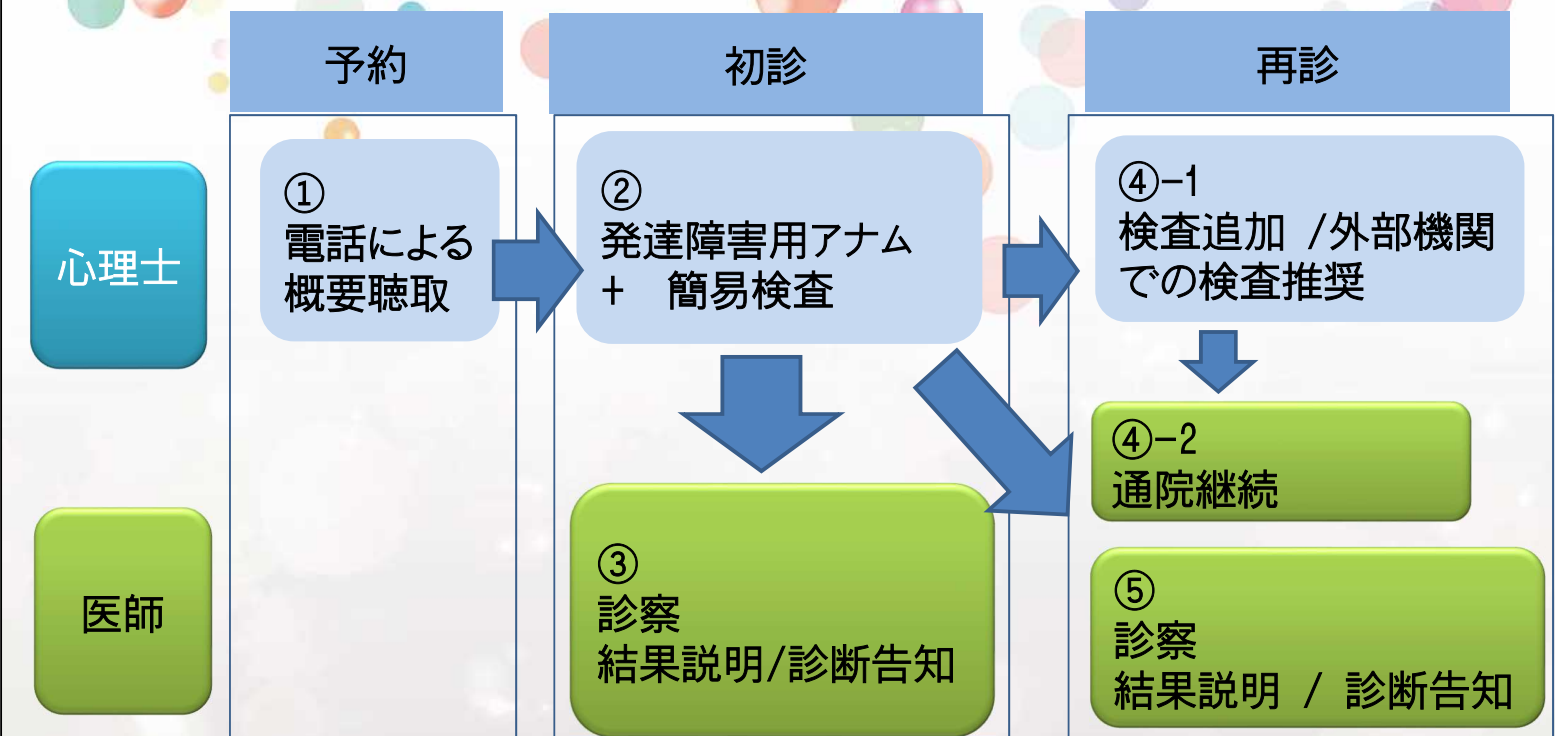 予約
初診
再診
心理士
①
電話による
概要聴取
②
発達障害用アナム
+ 簡易検査
④-1
検査追加 /外部機関
での検査推奨
④-2
通院継続
医師
③
診察
結果説明/診断告知
⑤
診察
結果説明 / 診断告知